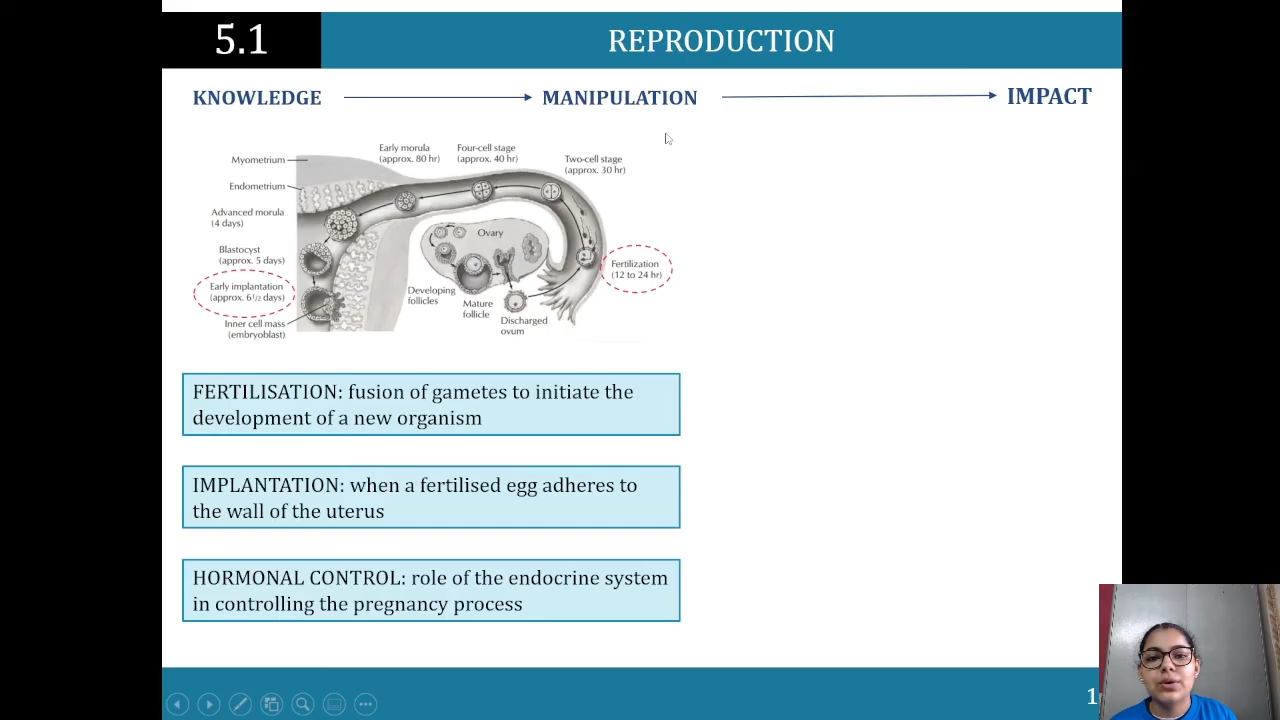 5.1
REPRODUCTION
KNOWLEDGE
MANIPULATION
IMPACT
Early morula
(approx. 80 hr)
Four-cell stage
(approx. 40 hr)
Two-cell stage
(approx. 30 hr)
Myometrium
Endometrium
Advanced morula
(4 days)
Blastocyst
(approx. 5 days)
Early implantation
(approx. 6 1/2 days)
Inner cell mass
(embryoblast)
Ovary
Developing
follicles
Mature
follicle
Discharged
ovum
Fertilization
(12 to 24 hr)
FERTILISATION: fusion of gametes to initiate the
development of a new organism
IMPLANTATION: when a fertilised egg adheres to
the wall of the uterus
HORMONAL CONTROL: role of the endocrine system
in controlling the pregnancy process